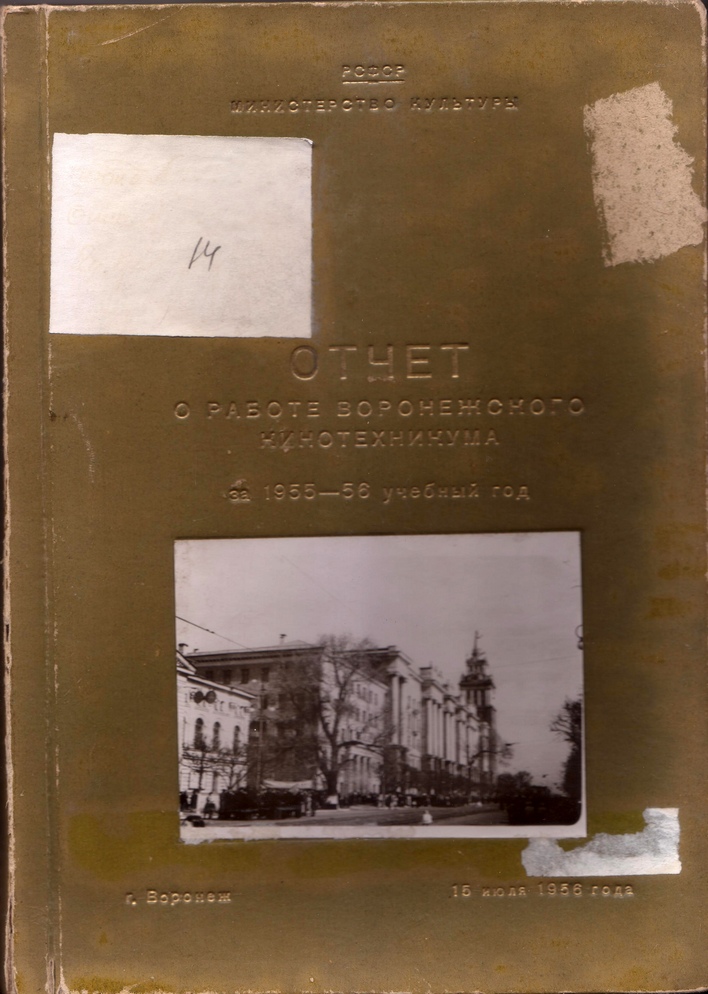 РСФСР
МИНИСТЕРСТВО КУЛЬТУРЫ
14
ОТЧЕТ
О РАБОТЕ ВОРОНЕЖСКОГО
КИНОТЕХНИКУМА
за 1955—56 учебный год
г. Воронеж
15 июля 1956 года